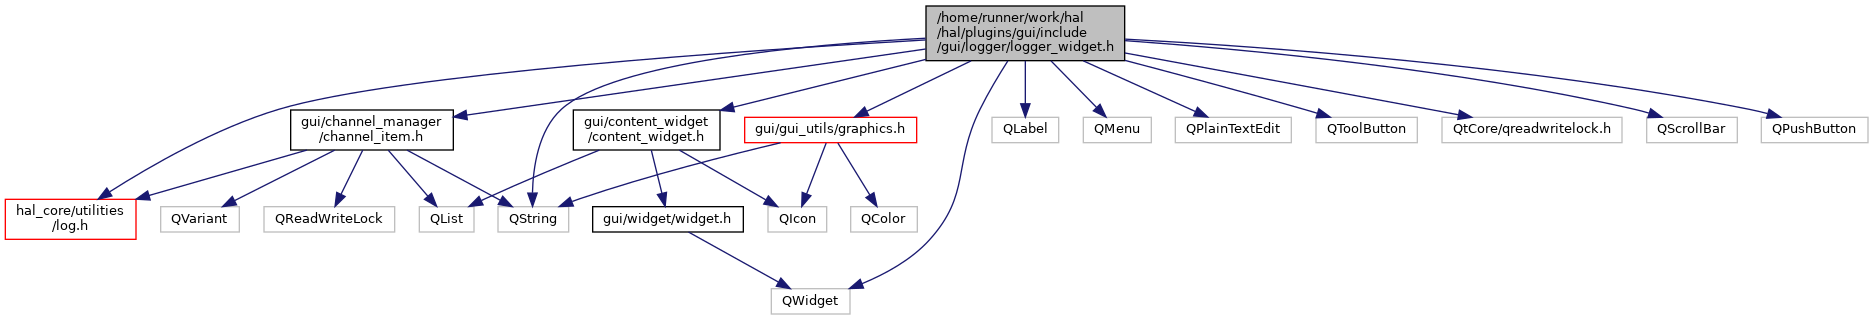 /home/runner/work/hal
/hal/plugins/gui/include
/gui/logger/logger_widget.h
gui/channel_manager
/channel_item.h
gui/content_widget
/content_widget.h
gui/gui_utils/graphics.h
QLabel
QMenu
QPlainTextEdit
QToolButton
QtCore/qreadwritelock.h
QScrollBar
QPushButton
hal_core/utilities
/log.h
QVariant
QReadWriteLock
QList
QString
gui/widget/widget.h
QIcon
QColor
QWidget